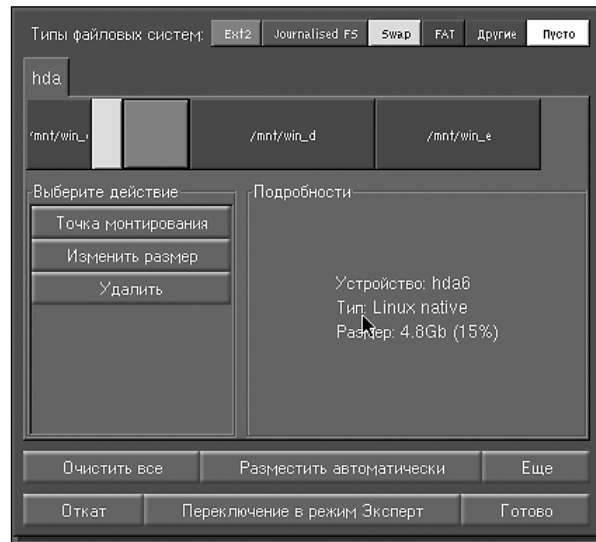 Типы файловых систем: Ext2 Journalised FS Swap FAT Другие Пусто
hda
/mnt/win_d /mnt/win_e
Выберите действие Подробности
Точка монтирования
Изменить размер
Удалить
Устройство: hda6
Тип: Linux native
Размер: 4.8Gb (15%)
Очистить все Разместить автоматически Еще
Откат Переключение в режим Эксперт Готово